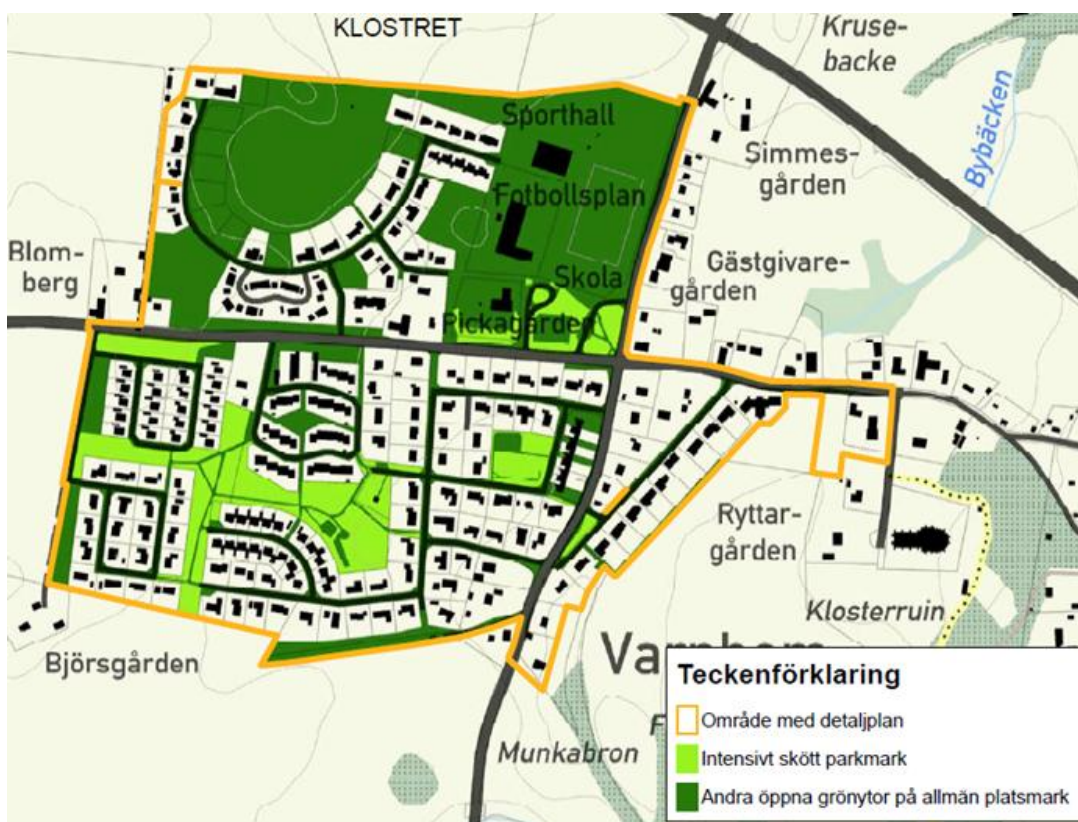 KLOSTRET
Kruse-
backe
Bybäcken
Sporthall
Simmes-
gården
Fotbollsplan
Blom-
berg
Gästgivare-
gården
Skola
Pickagården
Ryttar-
gården
Klosterruin
Björsgården
Varnhem
Munkabron
F
Teckenförklaring
Område med detaljplan
Intensivt skött parkmark
Andra öppna grönytor på allmän platsmark